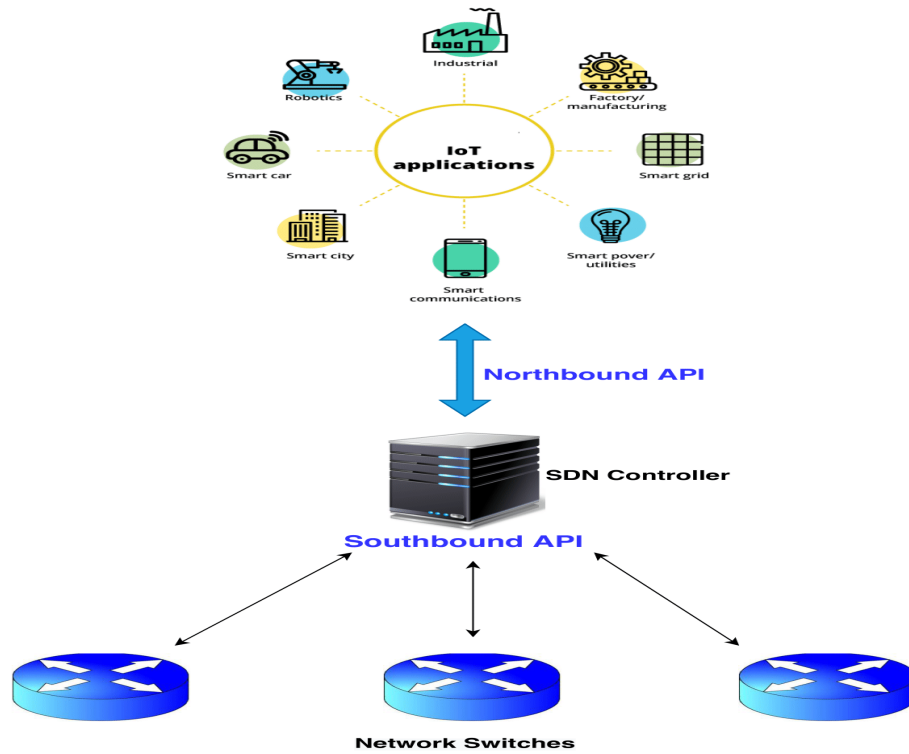 Industrial
Robotics
Factory/
manufacturing
IoT
applications
Smart car
Smart grid
Smart city
Smart pover/
utilities
Smart
communications
Northbound API
SDN Controller
Southbound API
Network Switches